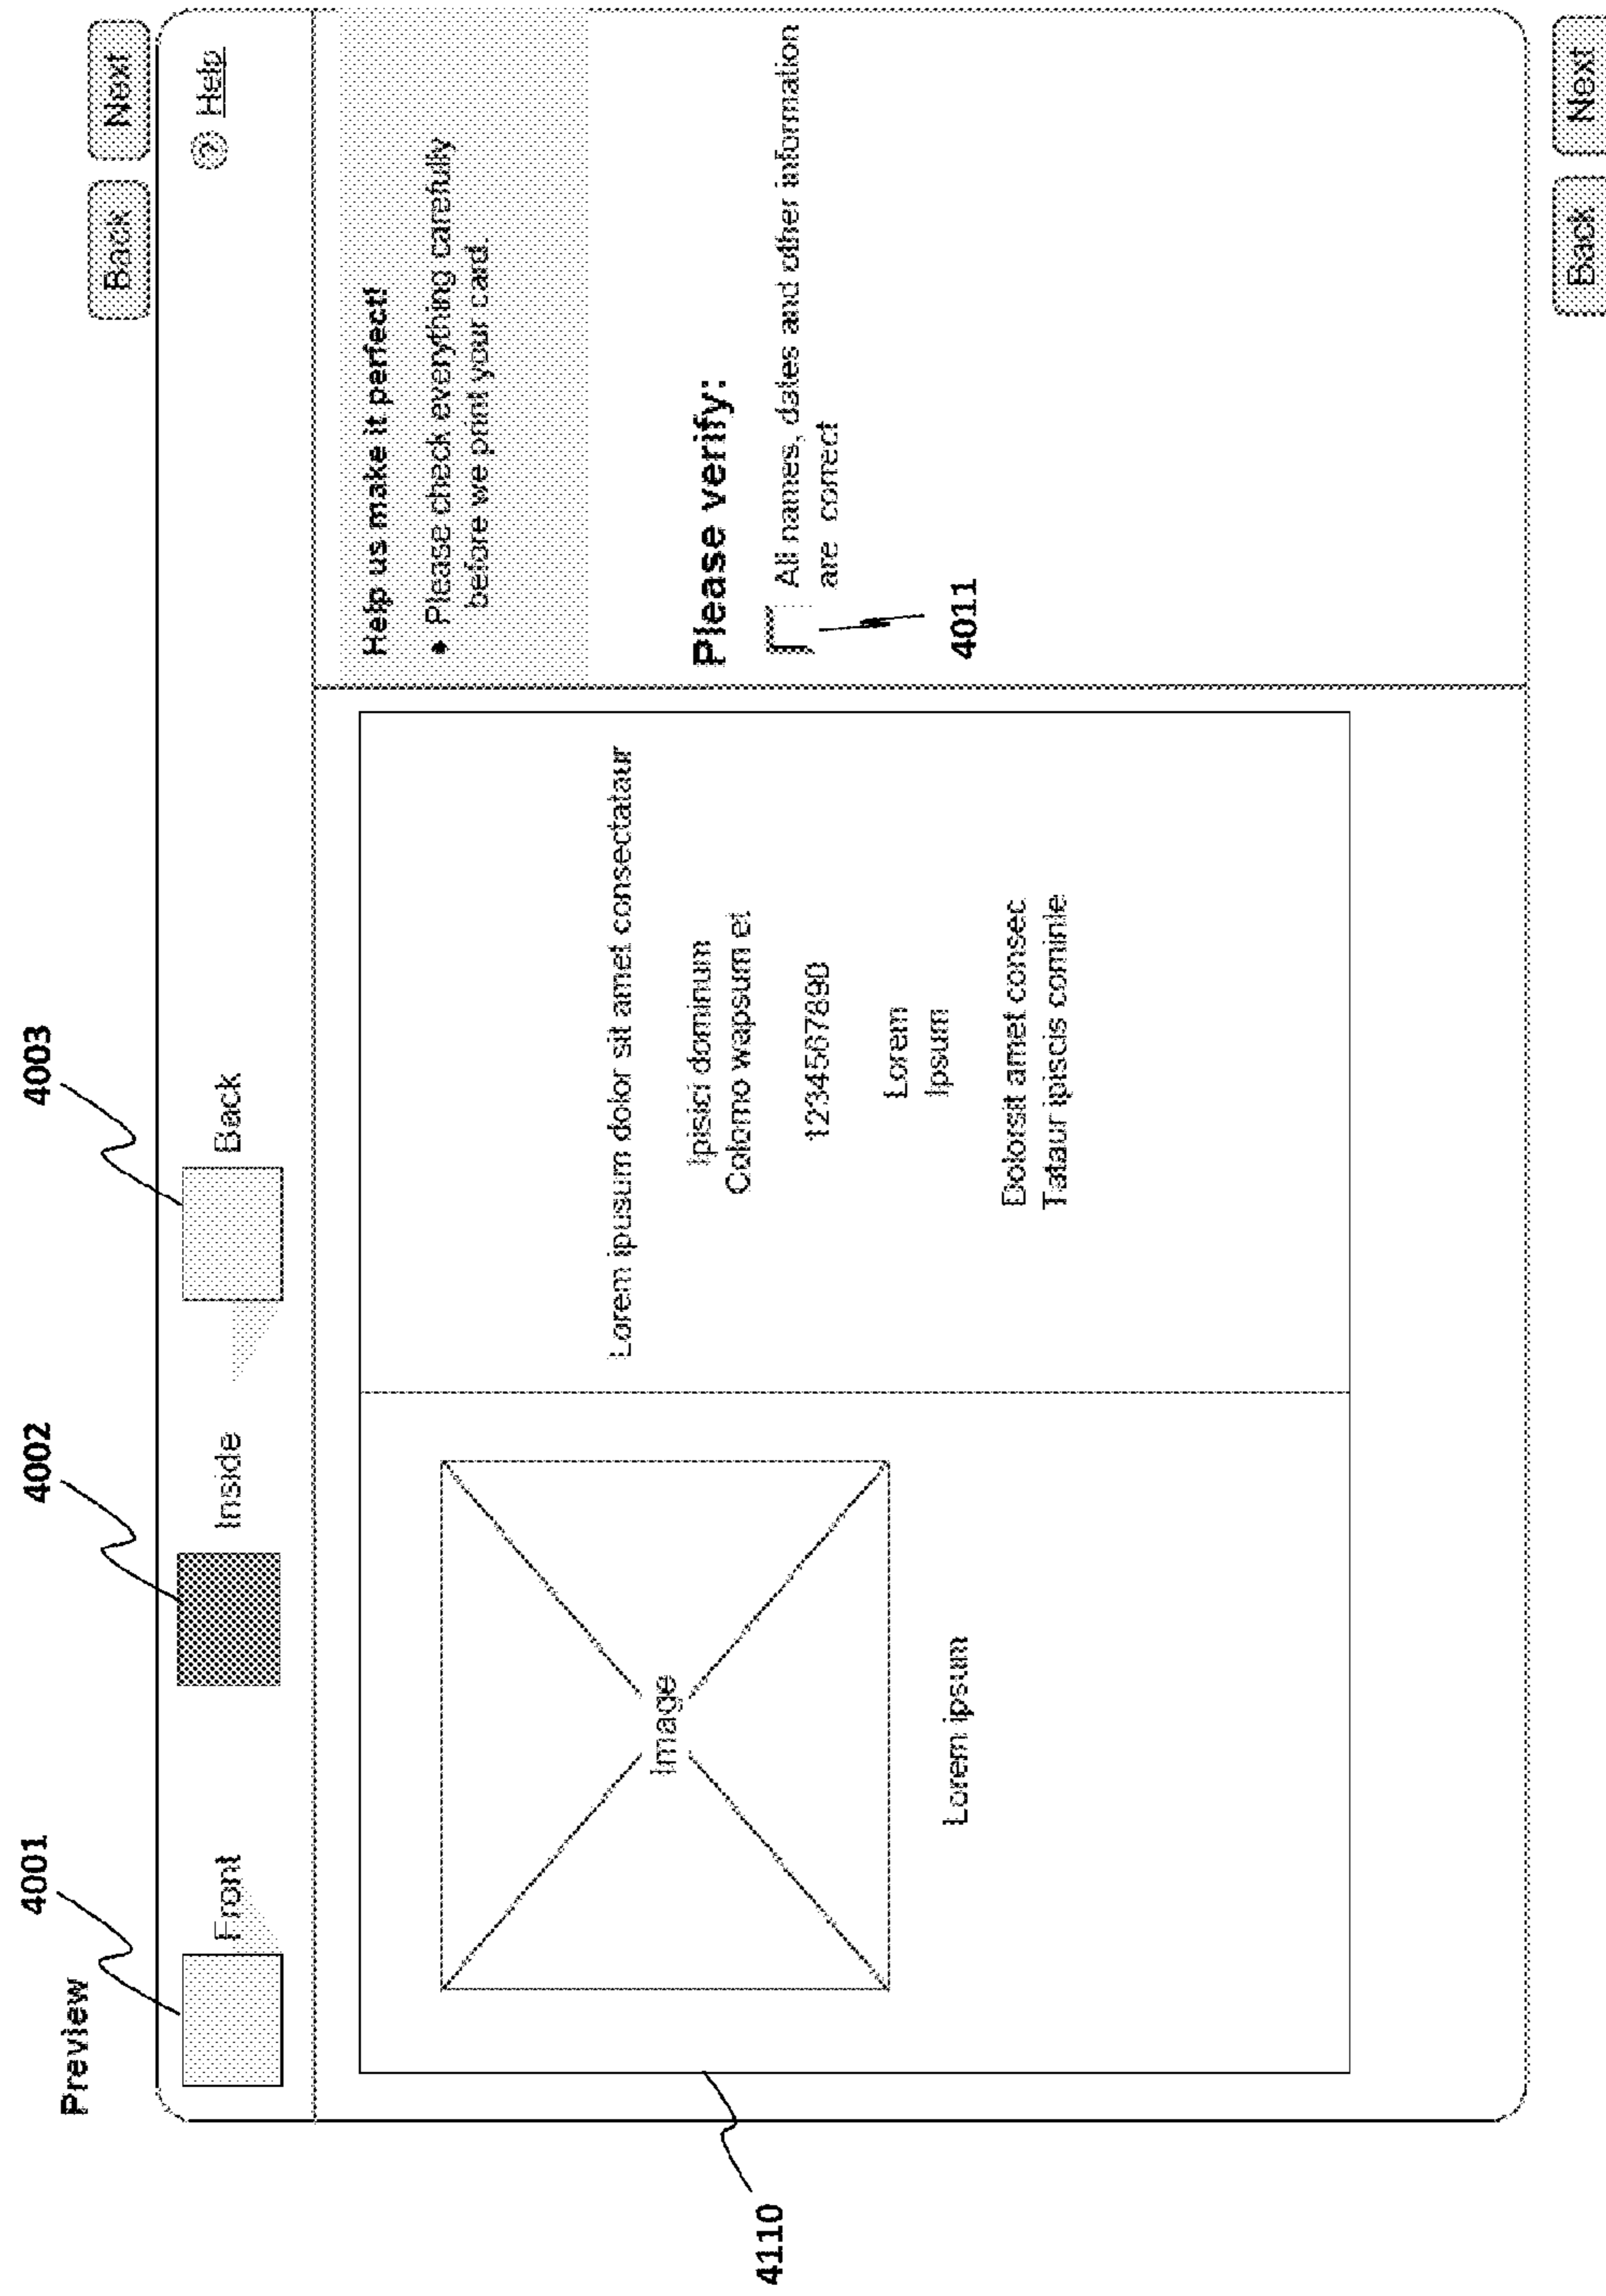 4001
4002
4003
Preview
Back
Next
Front
Inside
Back
? Help
Help us make it perfect!
• Please check everything carefully
before we print your card.
Lorem ipusum dolor sit amet consectataur
Ipisici dominum
Colomo wapsum et
1234567890
Lorem
Ipsum
Dolorsit amet consec
Tataur ipiscis cominle
Image
Lorem ipsum
Please verify:
All names, dates and other information
are correct
4011
4110
Back
Next